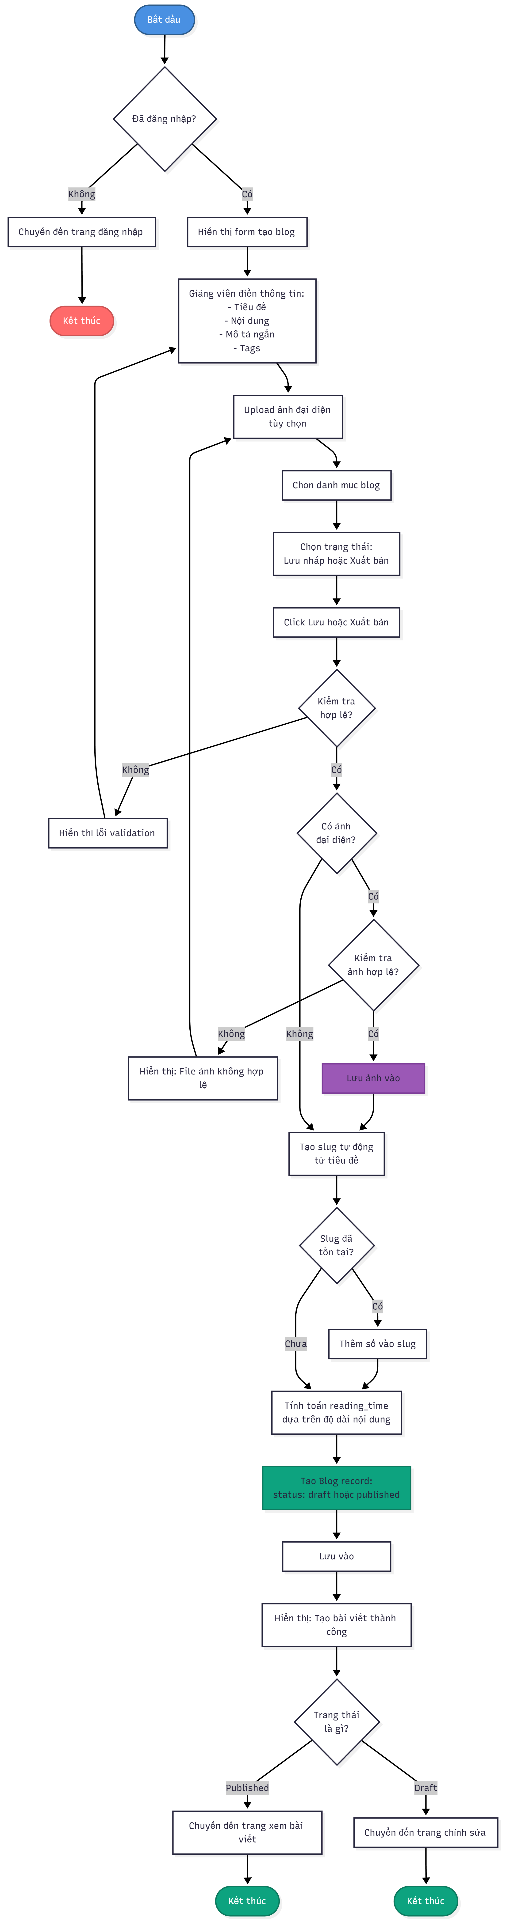 Bắt đầu
Đã đăng nhập?
Không
Có
Chuyển đến trang đăng nhập
Hiển thị form tạo blog
Kết thúc
Giảng viên điền thông tin:
- Tiêu đề
- Nội dung
- Mô tả ngắn
- Tags
Upload ảnh đại diện
tùy chọn
Chọn danh mục blog
Chọn trạng thái:
Lưu nháp hoặc Xuất bản
Click Lưu hoặc Xuất bản
Kiểm tra
hợp lệ?
Không
Có
Hiển thị lỗi validation
Có ảnh
đại diện?
Có
Kiểm tra
ảnh hợp lệ?
Không
Không
Có
Hiển thị: File ảnh không hợp
lệ
Lưu ảnh vào
Tạo slug tự động
từ tiêu đề
Slug đã
tồn tại?
Có
Chưa
Thêm số vào slug
Tính toán reading_time
dựa trên độ dài nội dung
Tạo Blog record:
status: draft hoặc published
Lưu vào
Hiển thị: Tạo bài viết thành
công
Trạng thái
là gì?
Published
Draft
Chuyển đến trang xem bài
viết
Chuyển đến trang chỉnh sửa
Kết thúc
Kết thúc